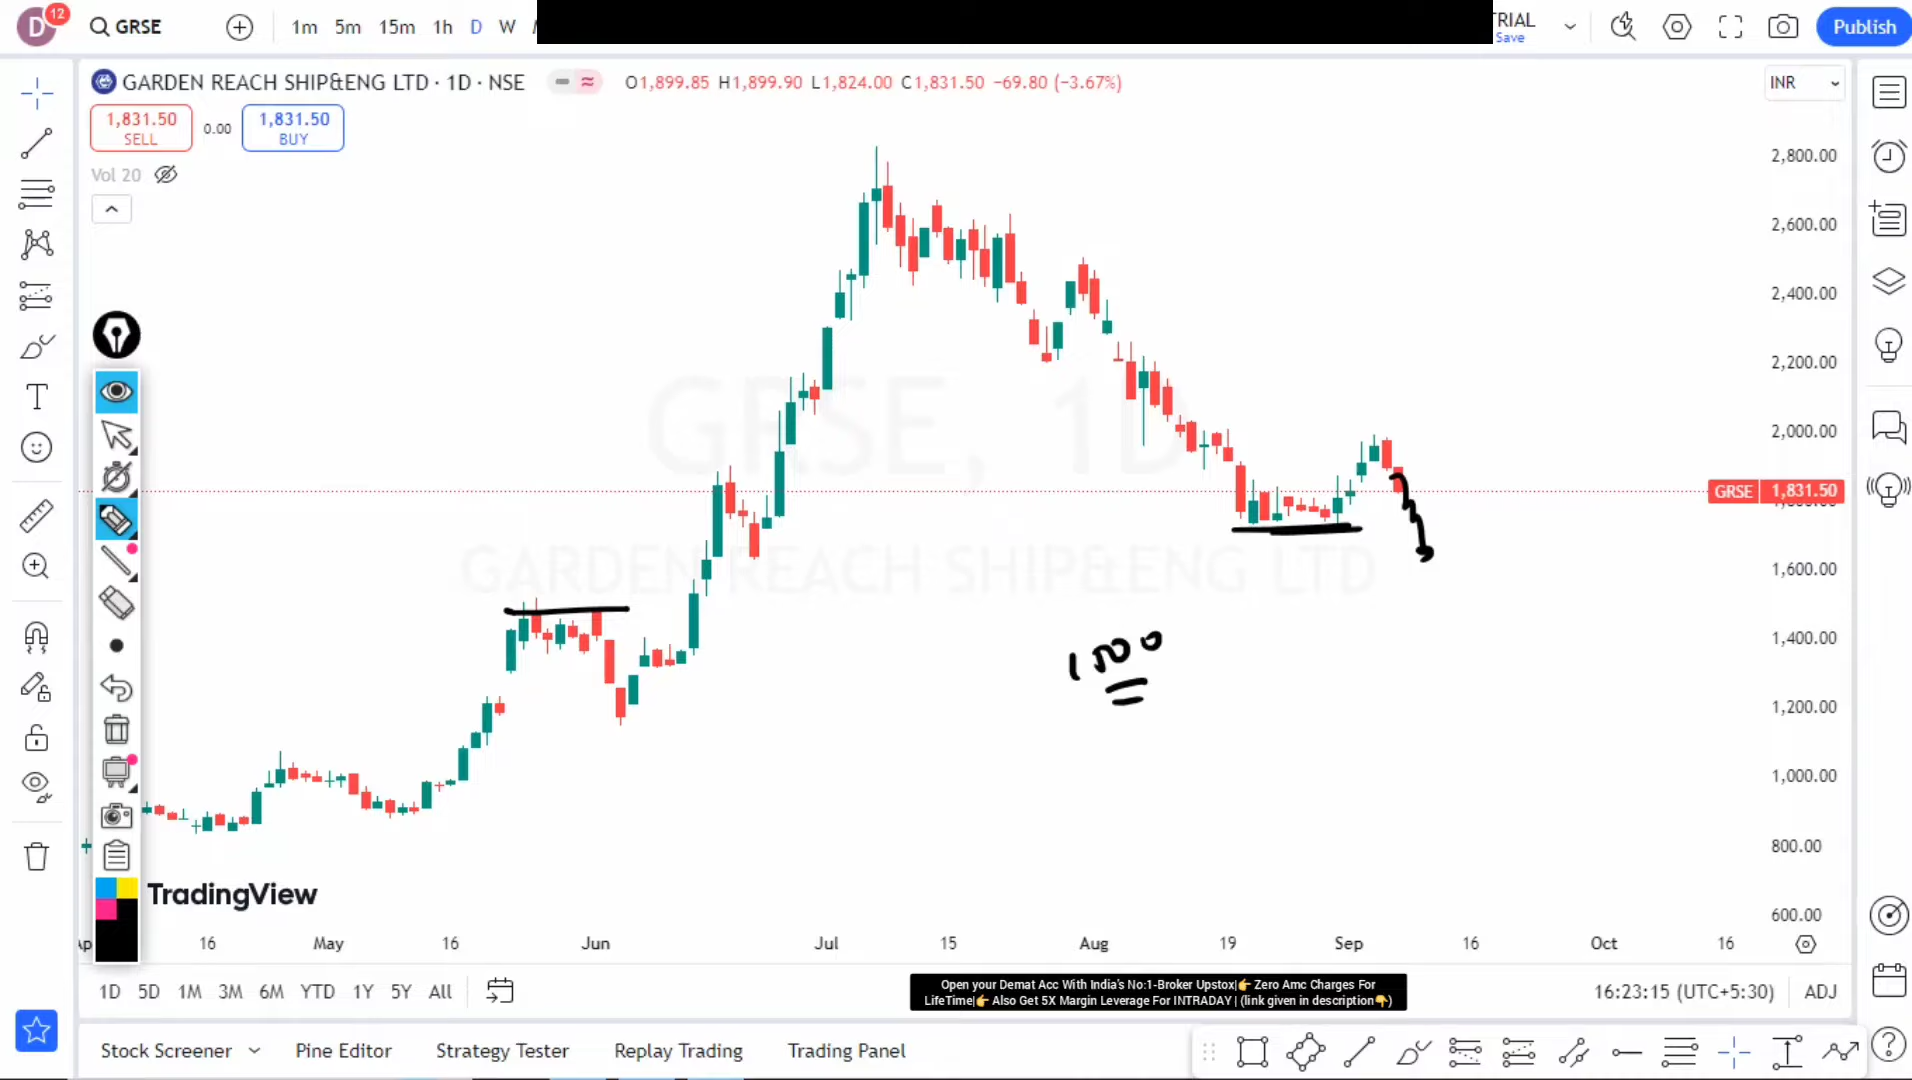 D 12 GRSE 1m 5m 15m 1h D W TRIAL Save Publish
GARDEN REACH SHIP&ENG LTD · 1D · NSE O1,899.85 H1,899.90 L1,824.00 C1,831.50 −69.80 (−3.67%) INR
1,831.50 SELL 0.00 1,831.50 BUY
Vol 20
2,800.00
2,600.00
2,400.00
2,200.00
2,000.00
GRSE 1,831.50
1,600.00
1,400.00
1,200.00
1,000.00
800.00
600.00
GRSE, 1D
GARDEN REACH SHIP&ENG LTD
1500
TradingView
16 May 16 Jun Jul 15 Aug 19 Sep 16 Oct 16
1D 5D 1M 3M 6M YTD 1Y 5Y All
Open your Demat Acc With India's No:1-Broker Upstox|👉 Zero Amc Charges For
LifeTime|👉 Also Get 5X Margin Leverage For INTRADAY | (link given in description👇)
16:23:15 (UTC+5:30) ADJ
Stock Screener Pine Editor Strategy Tester Replay Trading Trading Panel